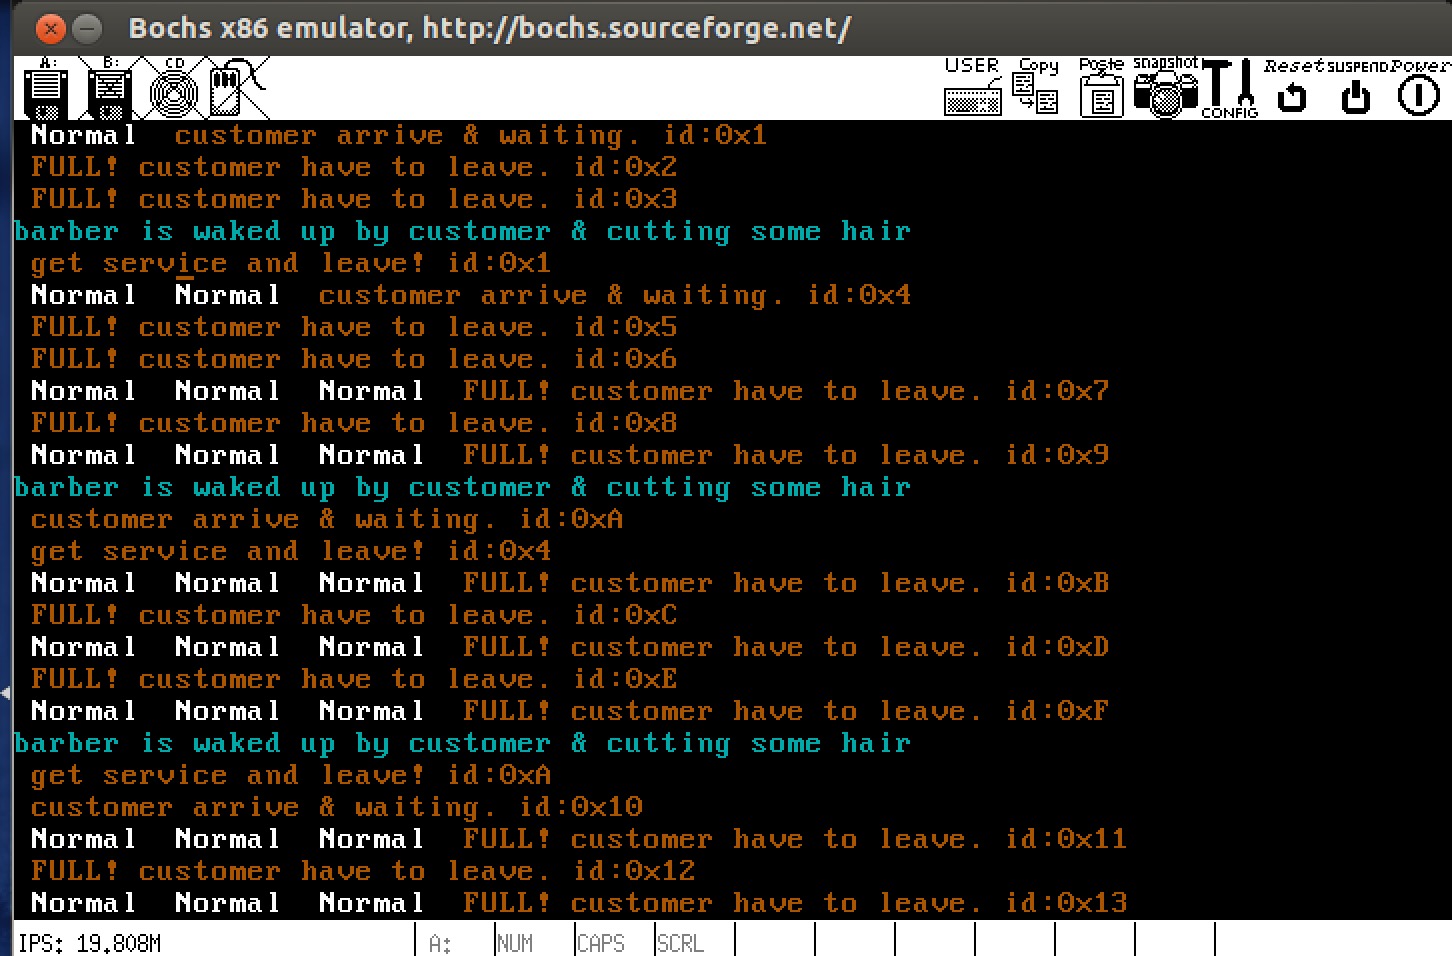 Bochs x86 emulator, http://bochs.sourceforge.net/
A: B: CD USER Copy Paste snapshot CONFIG Reset SUSPEND Power
Normal customer arrive & waiting. id:0x1
FULL! customer have to leave. id:0x2
FULL! customer have to leave. id:0x3
barber is waked up by customer & cutting some hair
get service and leave! id:0x1
Normal Normal customer arrive & waiting. id:0x4
FULL! customer have to leave. id:0x5
FULL! customer have to leave. id:0x6
Normal Normal Normal FULL! customer have to leave. id:0x7
FULL! customer have to leave. id:0x8
Normal Normal Normal FULL! customer have to leave. id:0x9
barber is waked up by customer & cutting some hair
customer arrive & waiting. id:0xA
get service and leave! id:0x4
Normal Normal Normal FULL! customer have to leave. id:0xB
FULL! customer have to leave. id:0xC
Normal Normal Normal FULL! customer have to leave. id:0xD
FULL! customer have to leave. id:0xE
Normal Normal Normal FULL! customer have to leave. id:0xF
barber is waked up by customer & cutting some hair
get service and leave! id:0xA
customer arrive & waiting. id:0x10
Normal Normal Normal FULL! customer have to leave. id:0x11
FULL! customer have to leave. id:0x12
Normal Normal Normal FULL! customer have to leave. id:0x13
IPS: 19.808M A: NUM CAPS SCRL